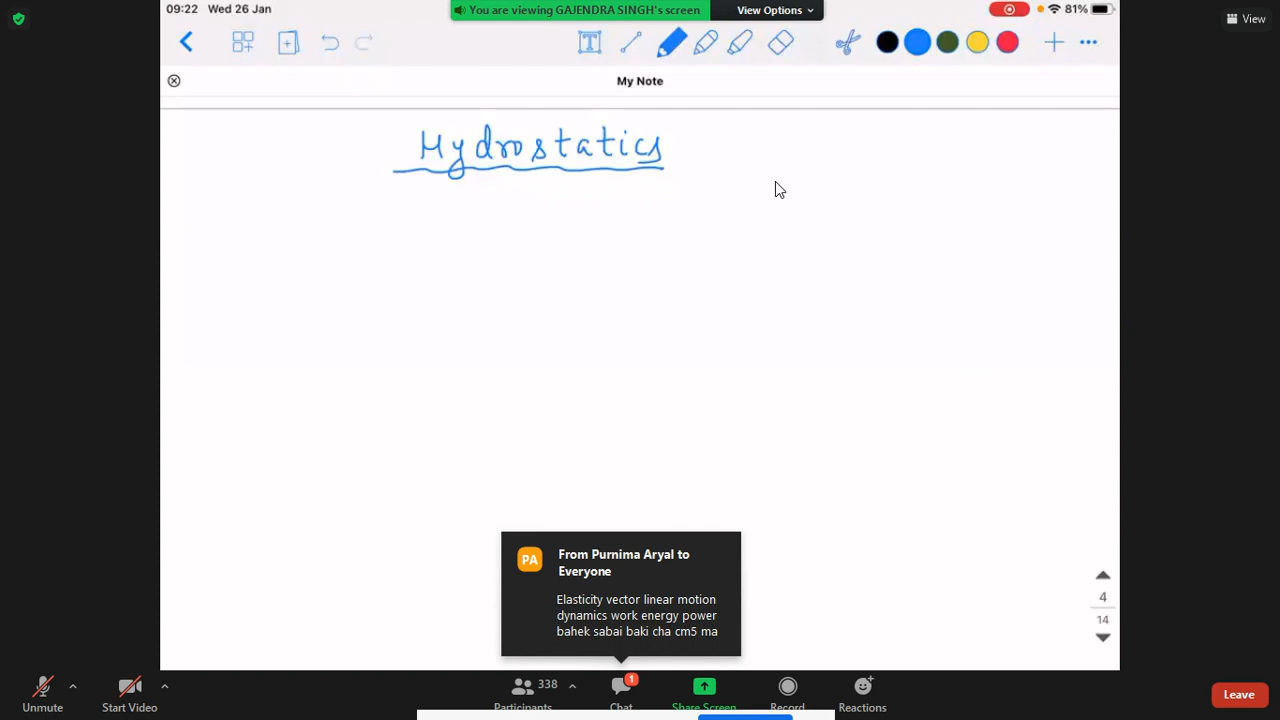 09:22 Wed 26 Jan
You are viewing GAJENDRA SINGH's screen
View Options
81%
View
My Note
Hydrostatics
PA
From Purnima Aryal to
Everyone
Elasticity vector linear motion
dynamics work energy power
bahek sabai baki cha cm5 ma
4
14
338
1
Unmute
Start Video
Participants
Chat
Share Screen
Record
Reactions
Leave